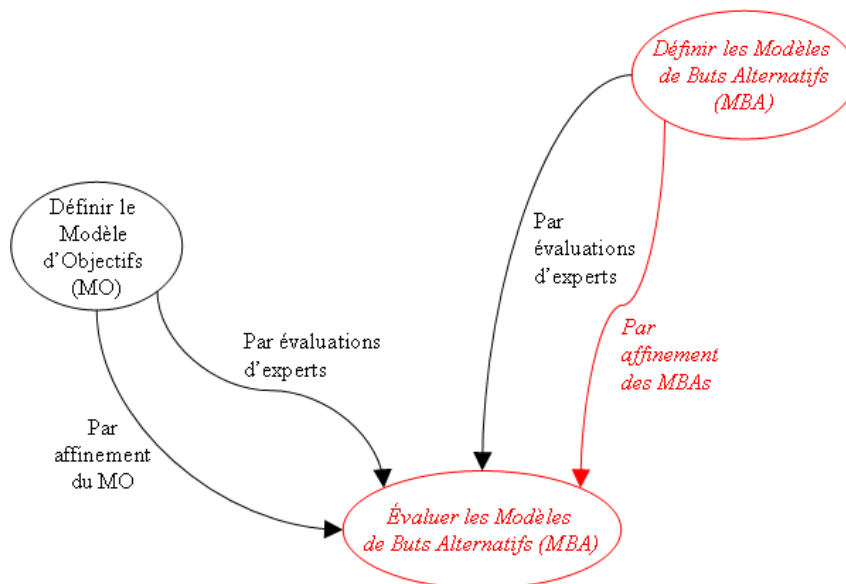 Définir les Modèles
de Buts Alternatifs
(MBA)
Définir le
Modèle
d'Objectifs
(MO)
Par
évaluations
d'experts
Par
affinement
des MBAs
Par évaluations
d'experts
Par
affinement
du MO
Évaluer les Modèles
de Buts Alternatifs (MBA)